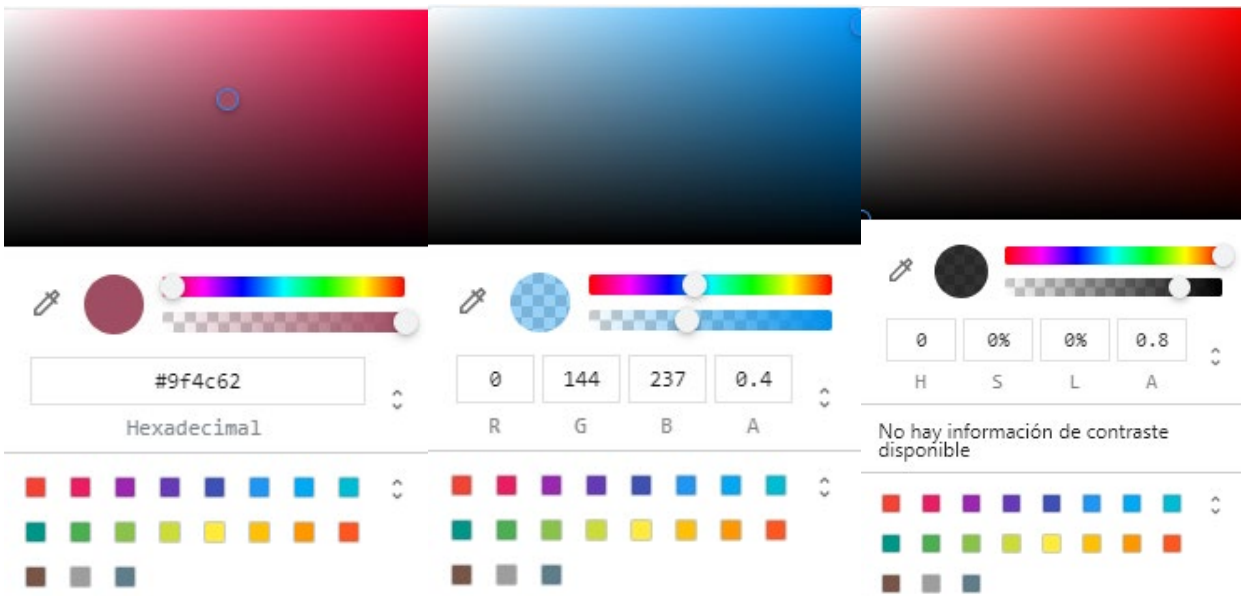 #9f4c62
Hexadecimal
0 144 237 0.4
R G B A
0 0% 0% 0.8
H S L A
No hay información de contraste
disponible